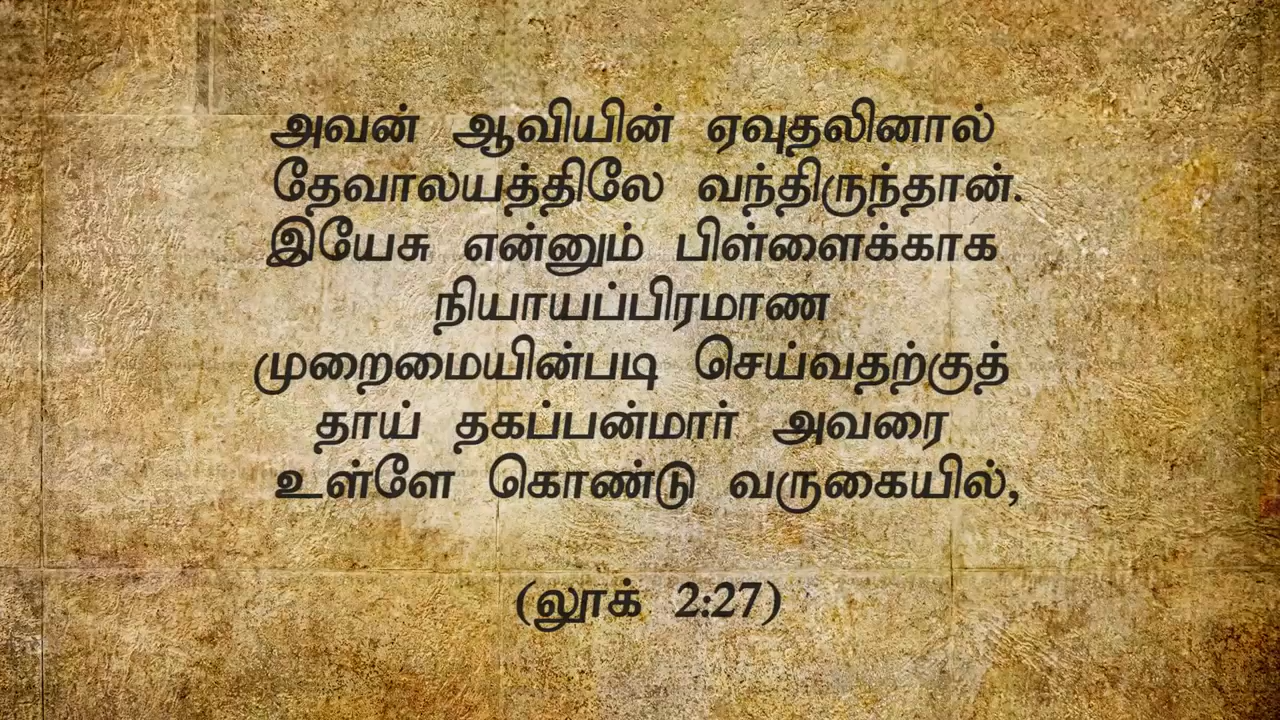 அவன் ஆவியின் ஏவுதலினால்
தேவாலயத்திலே வந்திருந்தான்.
இயேசு என்னும் பிள்ளைக்காக
நியாயப்பிரமாண
முறைமையின்படி செய்வதற்குத்
தாய் தகப்பன்மார் அவரை
உள்ளே கொண்டு வருகையில்,
(லூக் 2:27)